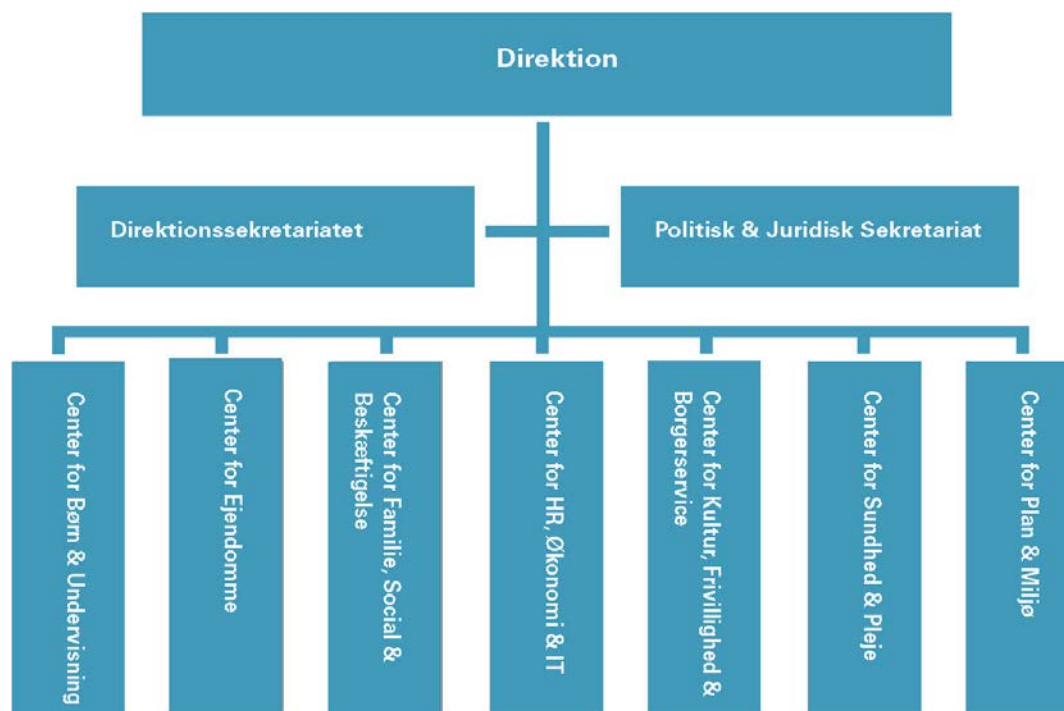 Direktion
Direktionssekretariatet
Politisk & Juridisk Sekretariat
Center for Børn & Undervisning
Center for Ejendomme
Center for Familie, Social &
Beskæftigelse
Center for HR, Økonomi & IT
Center for Kultur, Frivillighed &
Borgerservice
Center for Sundhed & Pleje
Center for Plan & Miljø